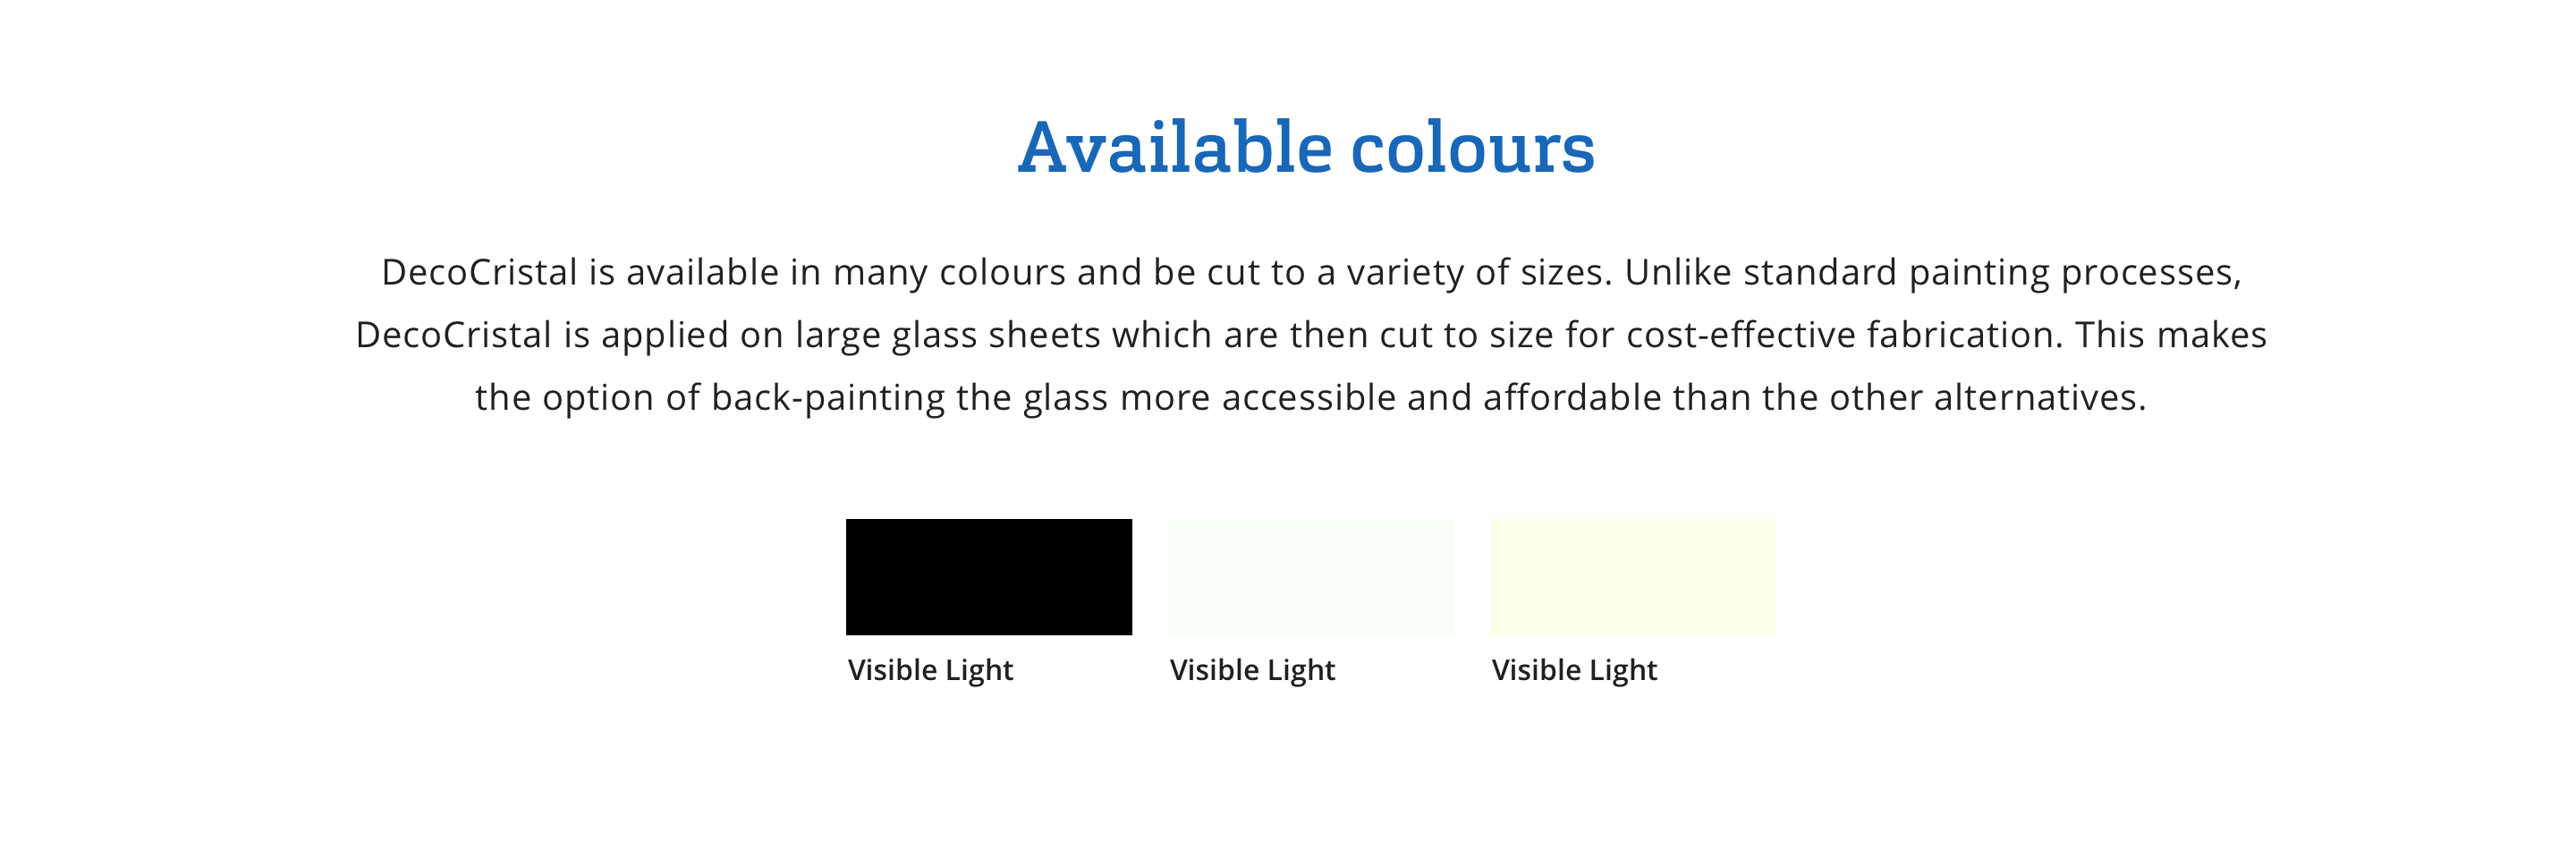 Available colours
DecoCristal is available in many colours and be cut to a variety of sizes. Unlike standard painting processes,
DecoCristal is applied on large glass sheets which are then cut to size for cost-effective fabrication. This makes
the option of back-painting the glass more accessible and affordable than the other alternatives.
Visible Light
Visible Light
Visible Light